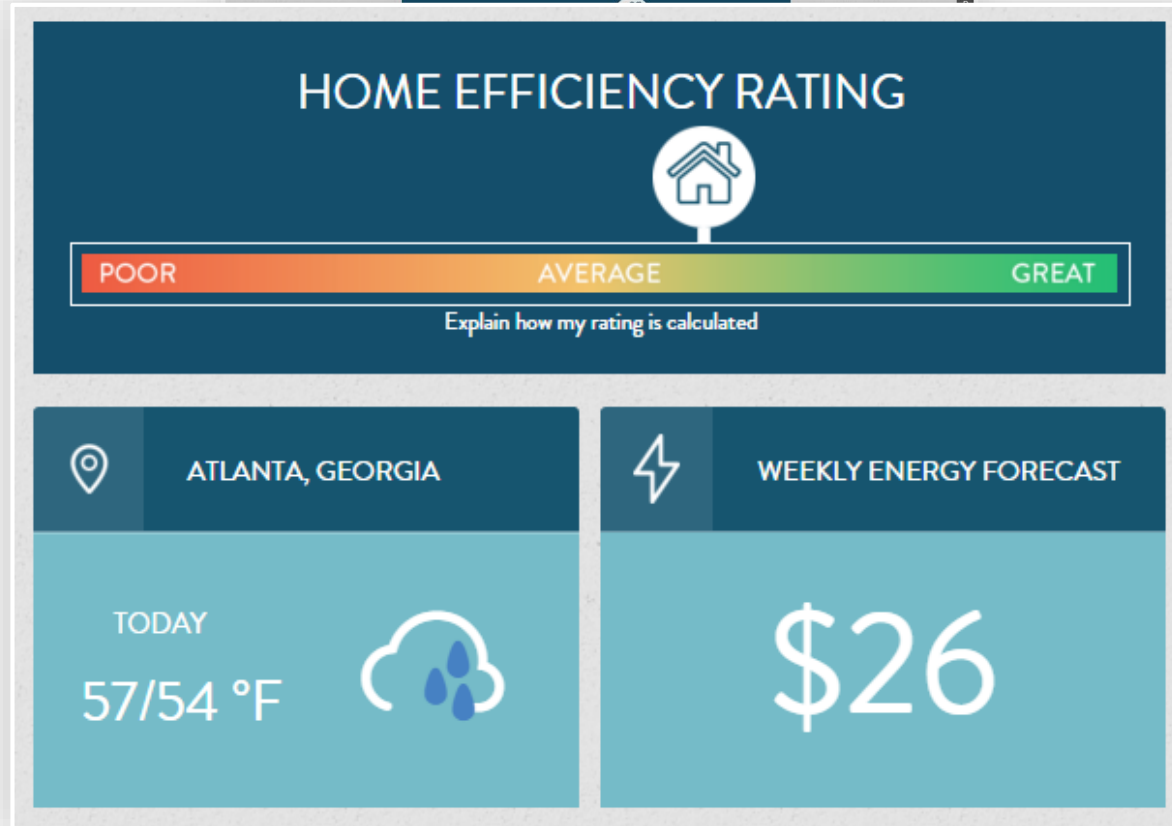 HOME EFFICIENCY RATING
POOR AVERAGE GREAT
Explain how my rating is calculated
ATLANTA, GEORGIA
TODAY
57/54 °F
WEEKLY ENERGY FORECAST
$26